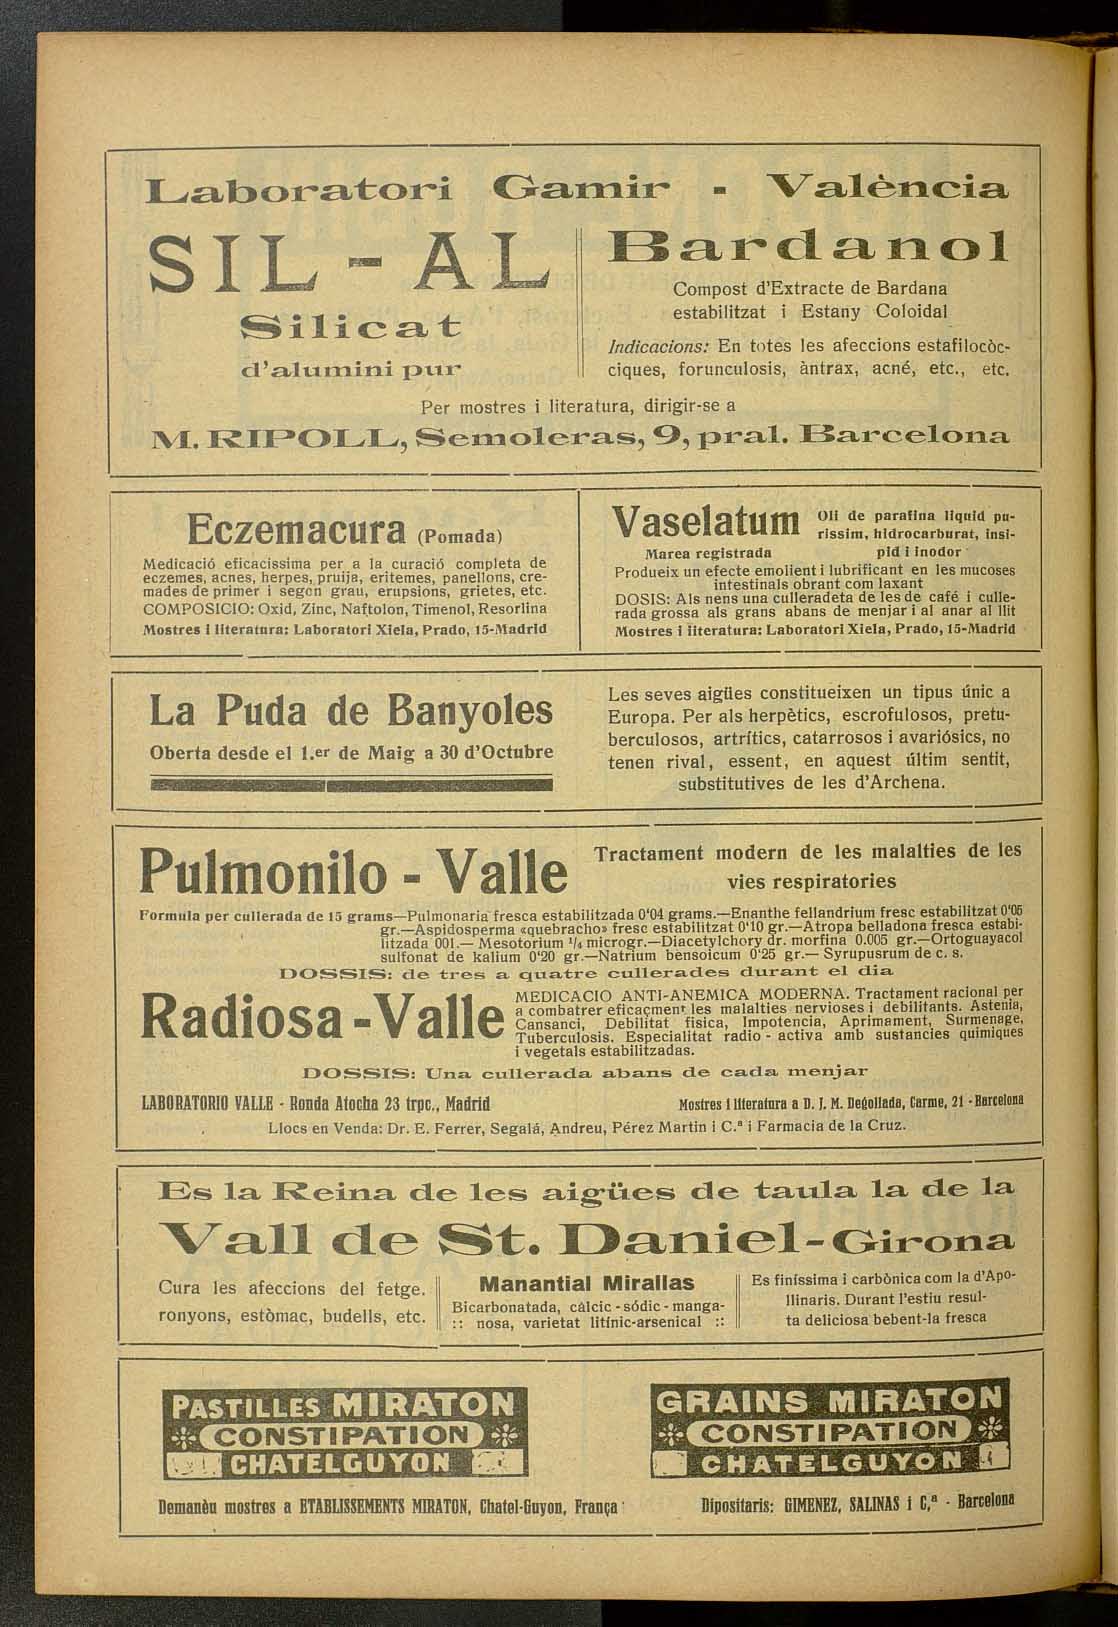 Laboratori Gamir - València
SIL - AL
Silicat
d'alumini pur
Bardanol
Compost d'Extracte de Bardana
estabilitzat i Estany Coloidal
Indicacions: En totes les afeccions estafilocòc-
ciques, forunculosis, àntrax, acné, etc., etc.
Per mostres i literatura, dirigir-se a
M. RIPOLL, Semoleras, 9, pral. Barcelona
Eczemacura (Pomada)
Medicació eficacissima per a la curació completa de
eczemes, acnes, herpes, pruija, eritemes, panellons, cre-
mades de primer i segon grau, erupsions, grietes, etc.
COMPOSICIO: Oxid, Zinc, Naftolon, Timenol, Resorlina
Mostres i literatura: Laboratori Xiela, Prado, 15-Madrid
Vaselatum Oli de parafina liquid pu-
rissim, hidrocarburat, insi-
Marea registrada pid i inodor
Produeix un efecte emolient i lubrificant en les mucoses
intestinals obrant com laxant
DOSIS: Als nens una culleradeta de les de café i culle-
rada grossa als grans abans de menjar i al anar al llit
Mostres i literatura: Laboratori Xiela, Prado, 15-Madrid
La Puda de Banyoles
Oberta desde el 1.er de Maig a 30 d'Octubre
Les seves aigües constitueixen un tipus únic a
Europa. Per als herpètics, escrofulosos, pretu-
berculosos, artrítics, catarrosos i avariósics, no
tenen rival, essent, en aquest últim sentit,
substitutives de les d'Archena.
Pulmonilo - Valle
Tractament modern de les malalties de les
vies respiratories
Formula per cullerada de 15 grams—Pulmonaria fresca estabilitzada 0'04 grams.—Enanthe fellandrium fresc estabilitzat 0'05
gr.—Aspidosperma «quebracho» fresc estabilitzat 0'10 gr.—Atropa belladona fresca estabi-
litzada 001.— Mesotorium 1/4 microgr.—Diacetylchory dr. morfina 0.005 gr.—Ortoguayacol
sulfonat de kalium 0'20 gr.—Natrium bensoicum 0'25 gr.— Syrupusrum de c. s.
DOSSIS: de tres a quatre cullerades durant el dia
Radiosa - Valle
MEDICACIO ANTI-ANEMICA MODERNA. Tractament racional per
a combatrer eficaçment les malalties nervioses i debilitants. Astenia,
Cansanci, Debilitat fisica, Impotencia, Aprimament, Surmenage,
Tuberculosis. Especialitat radio - activa amb sustancies quimiques
i vegetals estabilitzadas.
DOSSIS: Una cullerada abans de cada menjar
LABORATORIO VALLE - Ronda Atocha 23 trpc., Madrid
Mostres i literatura a D. J. M. Degollada, Carme, 21 - Barcelona
Llocs en Venda: Dr. E. Ferrer, Segalá, Andreu, Pérez Martin i C.ª i Farmacia de la Cruz.
Es la Reina de les aigües de taula la de la
Vall de St. Daniel-Girona
Cura les afeccions del fetge.
ronyons, estòmac, budells, etc.
Manantial Mirallas
Bicarbonatada, càlcic - sódic - manga-
:: nosa, varietat litínic-arsenical ::
Es finíssima i carbònica com la d'Apo-
llinaris. Durant l'estiu resul-
ta deliciosa bebent-la fresca
PASTILLES MIRATON
CONSTIPATION
CHATELGUYON
GRAINS MIRATON
CONSTIPATION
CHATELGUYON
Demanèu mostres a ETABLISSEMENTS MIRATON, Chatel-Guyon, França
Dipositaris: GIMENEZ, SALINAS i C,ª - Barcelona